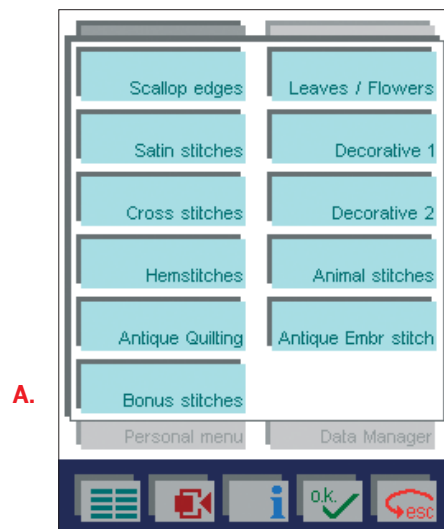 Scallop edges
Leaves / Flowers
Satin stitches
Decorative 1
Cross stitches
Decorative 2
Hemstitches
Animal stitches
Antique Quilting
Antique Embr stitch
A.
Bonus stitches
Personal menu
Data Manager
i
o.k.
esc